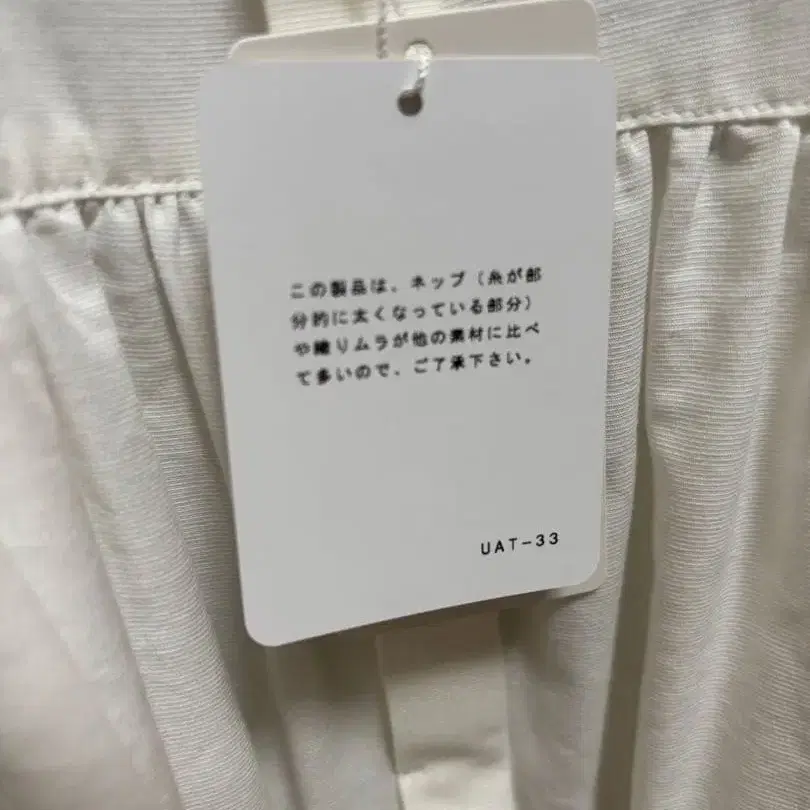 この製品は、ネップ（糸が部
分的に太くなっている部分）
や織りムラが他の素材に比べ
て多いので、ご了承下さい。
UAT-33